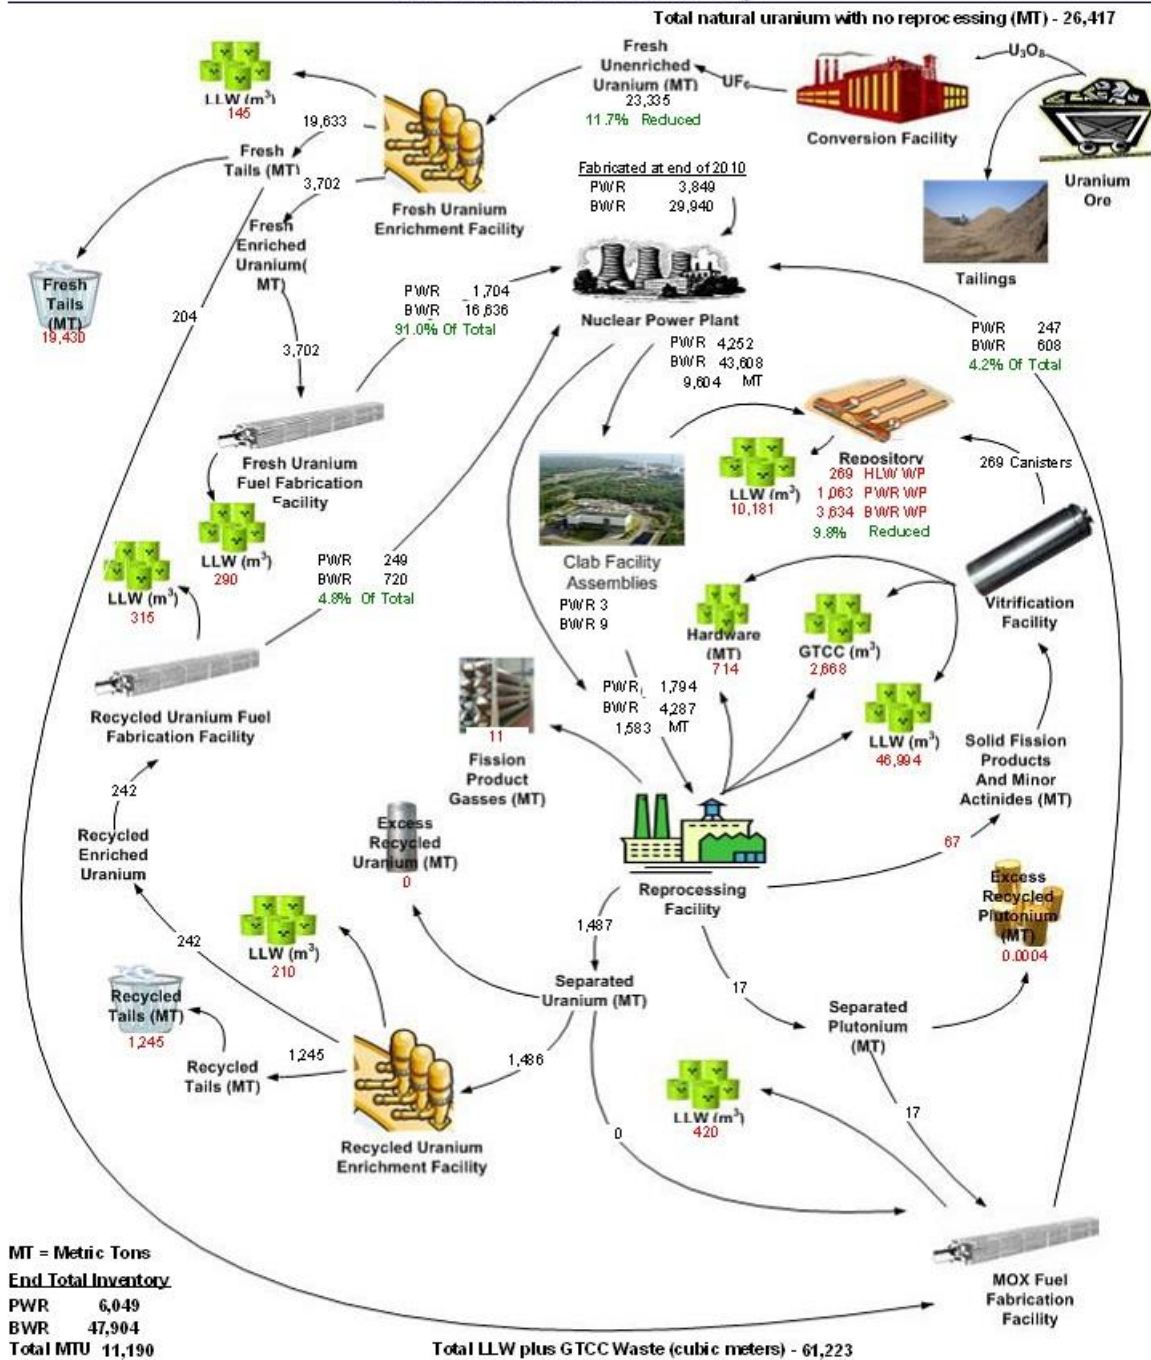 Total natural uranium with no reprocessing (MT) - 26,417
LLW (m³)
145
Fresh
Unenriched
Uranium (MT)
23,335
11.7% Reduced
UF₆
U₃O₈
Conversion Facility
Uranium
Ore
Tailings
19,633
Fresh
Tails (MT)
3,702
Fresh Uranium
Enrichment Facility
Fresh
Enriched
Uranium(
MT)
Fabricated at end of 2010
PWR 3,849
BWR 29,940
Fresh
Tails
(MT)
19,430
204
3,702
PWR 1,704
BWR 16,636
91.0% Of Total
Nuclear Power Plant
PWR 4,252
BWR 43,608
9,604 MT
PWR 247
BWR 608
4.2% Of Total
Fresh Uranium
Fuel Fabrication
Facility
LLW (m³)
290
Repository
269 HLW WP
1,063 PWR WP
3,634 BWR WP
9.8% Reduced
LLW (m³)
10,181
269 Canisters
Clab Facility
Assemblies
PWR 3
BWR 9
LLW (m³)
315
PWR 249
BWR 720
4.8% Of Total
Hardware
(MT)
714
GTCC (m³)
2,668
Vitrification
Facility
Recycled Uranium Fuel
Fabrication Facility
PWR 1,794
BWR 4,287
1,583 MT
LLW (m³)
46,994
11
Fission
Product
Gasses (MT)
Solid Fission
Products
And Minor
Actinides (MT)
242
Recycled
Enriched
Uranium
Excess
Recycled
Uranium (MT)
0
Reprocessing
Facility
67
Excess
Recycled
Plutonium
(MT)
0.0004
242
LLW (m³)
210
1,487
Separated
Uranium (MT)
17
Separated
Plutonium
(MT)
Recycled
Tails (MT)
1,245
1,245
Recycled
Tails (MT)
1,486
Recycled Uranium
Enrichment Facility
LLW (m³)
420
0
17
MOX Fuel
Fabrication
Facility
MT = Metric Tons
End Total Inventory
PWR 6,049
BWR 47,904
Total MTU 11,190
Total LLW plus GTCC Waste (cubic meters) - 61,223